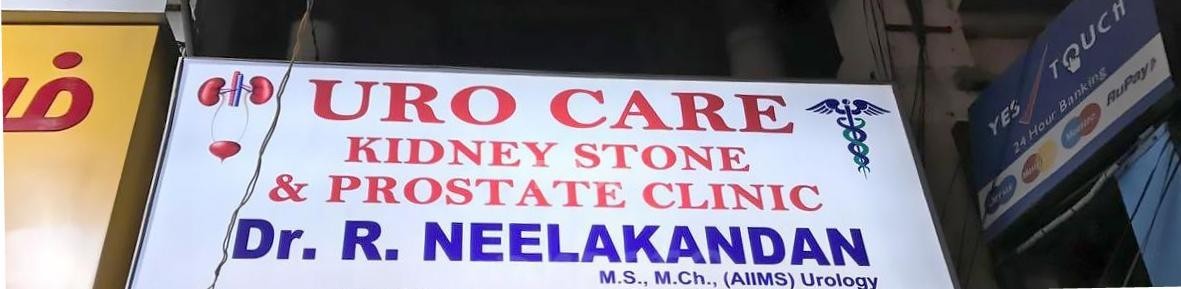 URO CARE
KIDNEY STONE
& PROSTATE CLINIC
Dr. R. NEELAKANDAN
M.S., M.Ch., (AIIMS) Urology
YES TOUCH
24 Hour Banking
RuPay